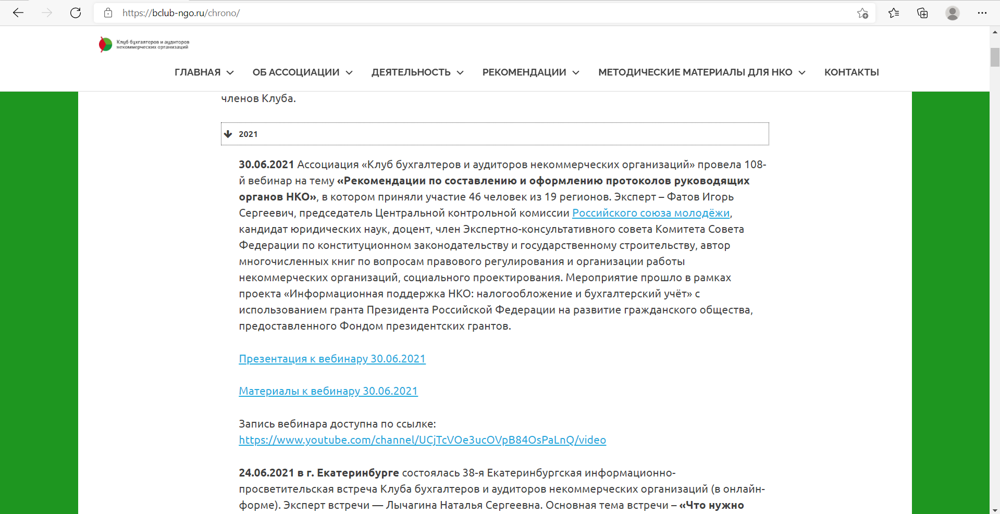 https://bclub-ngo.ru/chrono/
Клуб бухгалтеров и аудиторов
некоммерческих организаций
ГЛАВНАЯ ОБ АССОЦИАЦИИ ДЕЯТЕЛЬНОСТЬ РЕКОМЕНДАЦИИ МЕТОДИЧЕСКИЕ МАТЕРИАЛЫ ДЛЯ НКО КОНТАКТЫ
членов Клуба.
2021
30.06.2021 Ассоциация «Клуб бухгалтеров и аудиторов некоммерческих организаций» провела 108-
й вебинар на тему «Рекомендации по составлению и оформлению протоколов руководящих
органов НКО», в котором приняли участие 46 человек из 19 регионов. Эксперт – Фатов Игорь
Сергеевич, председатель Центральной контрольной комиссии Российского союза молодёжи,
кандидат юридических наук, доцент, член Экспертно-консультативного совета Комитета Совета
Федерации по конституционном законодательству и государственному строительству, автор
многочисленных книг по вопросам правового регулирования и организации работы
некоммерческих организаций, социального проектирования. Мероприятие прошло в рамках
проекта «Информационная поддержка НКО: налогообложение и бухгалтерский учёт» с
использованием гранта Президента Российской Федерации на развитие гражданского общества,
предоставленного Фондом президентских грантов.
Презентация к вебинару 30.06.2021
Материалы к вебинару 30.06.2021
Запись вебинара доступна по ссылке:
https://www.youtube.com/channel/UCjTcVOe3ucOVpB84OsPaLnQ/video
24.06.2021 в г. Екатеринбурге состоялась 38-я Екатеринбургская информационно-
просветительская встреча Клуба бухгалтеров и аудиторов некоммерческих организаций (в онлайн-
форме). Эксперт встречи — Лычагина Наталья Сергеевна. Основная тема встречи – «Что нужно